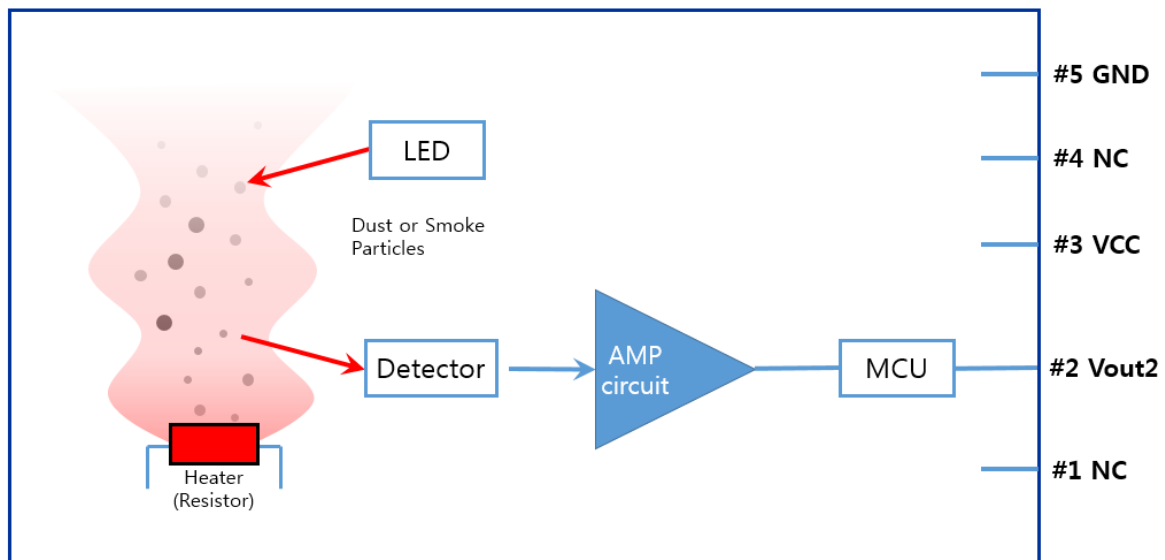 #5 GND
LED
#4 NC
Dust or Smoke
Particles
#3 VCC
AMP
circuit
Detector
MCU
#2 Vout2
Heater
(Resistor)
#1 NC